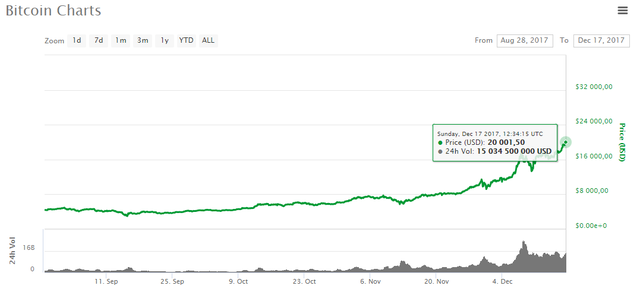 Bitcoin Charts
Zoom 1d 7d 1m 3m 1y YTD ALL
From Aug 28, 2017 To Dec 17, 2017
$32 000,00
$24 000,00
$16 000,00
$8 000,00
$0.00e+0
Price (USD)
Sunday, Dec 17 2017, 12:34:15 UTC
Price (USD): 20 001,50
24h Vol: 15 034 500 000 USD
24h Vol
16B
0
11. Sep 25. Sep 9. Oct 23. Oct 6. Nov 20. Nov 4. Dec